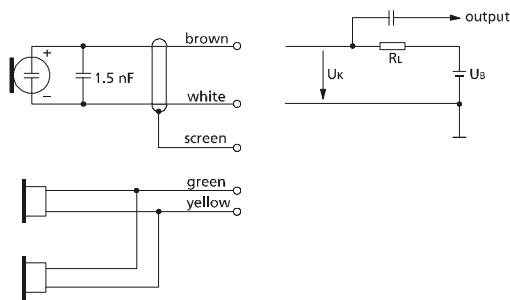 brown
output
+
RL
1.5 nF
UK
UB
−
white
screen
green
yellow